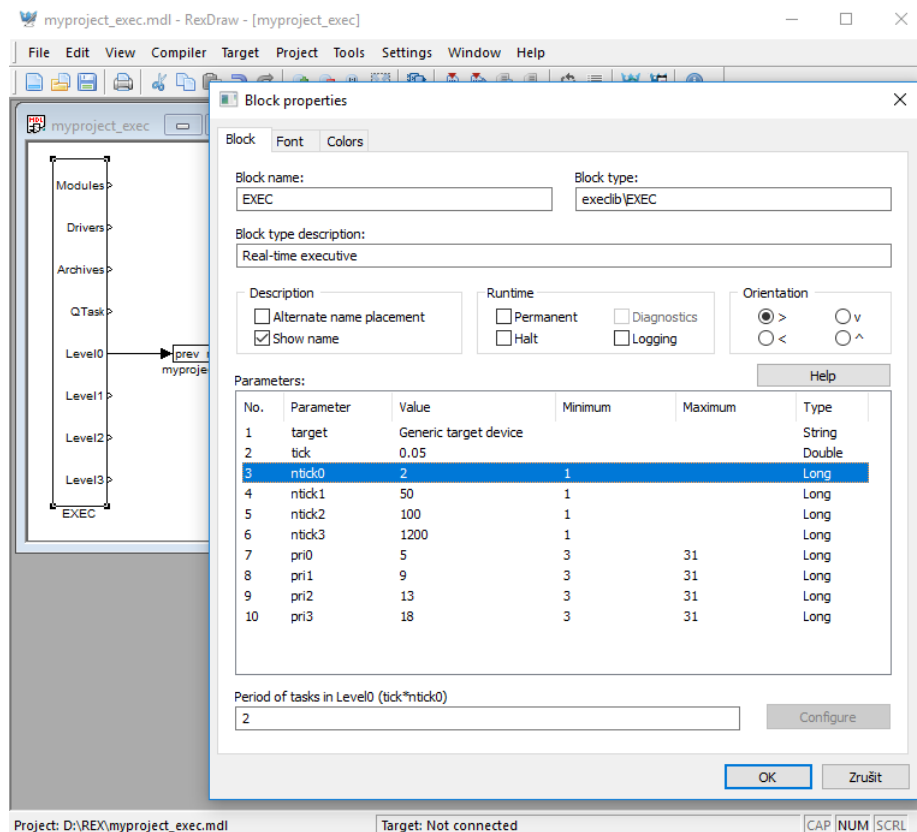 myproject_exec.mdl - RexDraw - [myproject_exec]
File Edit View Compiler Target Project Tools Settings Window Help
myproject_exec
Modules
Drivers
Archives
QTask
Level0
Level1
Level2
Level3
EXEC
prev
Block properties
Block Font Colors
Block name: Block type:
EXEC execlib\EXEC
Block type description:
Real-time executive
Description Runtime Orientation
Alternate name placement Permanent Diagnostics > v
Show name Halt Logging < ^
Help
Parameters:
No. Parameter Value Minimum Maximum Type
1 target Generic target device String
2 tick 0.05 Double
3 ntick0 2 1 Long
4 ntick1 50 1 Long
5 ntick2 100 1 Long
6 ntick3 1200 1 Long
7 pri0 5 3 31 Long
8 pri1 9 3 31 Long
9 pri2 13 3 31 Long
10 pri3 18 3 31 Long
Period of tasks in Level0 (tick*ntick0)
2 Configure
OK Zrušit
Project: D:\REX\myproject_exec.mdl Target: Not connected CAP NUM SCRL